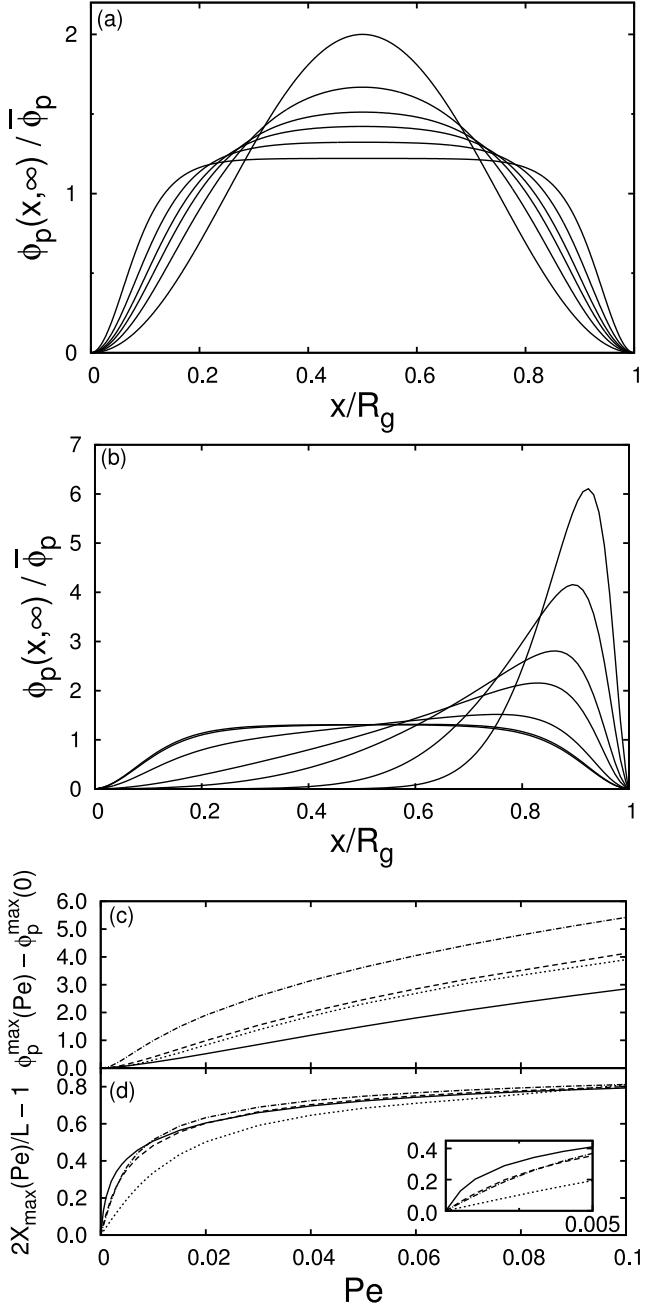 (a)
2
1
0
ϕp(x,∞) / ϕ̅p
0 0.2 0.4 0.6 0.8 1
x/Rg
(b)
7
6
5
4
3
2
1
0
ϕp(x,∞) / ϕ̅p
0 0.2 0.4 0.6 0.8 1
x/Rg
(c)
6.0
5.0
4.0
3.0
2.0
1.0
0.0
ϕp^max(Pe) − ϕp^max(0)
(d)
0.8
0.6
0.4
0.2
0.0
2Xmax(Pe)/L − 1
0.4
0.2
0.0
0.005
0 0.02 0.04 0.06 0.08 0.1
Pe